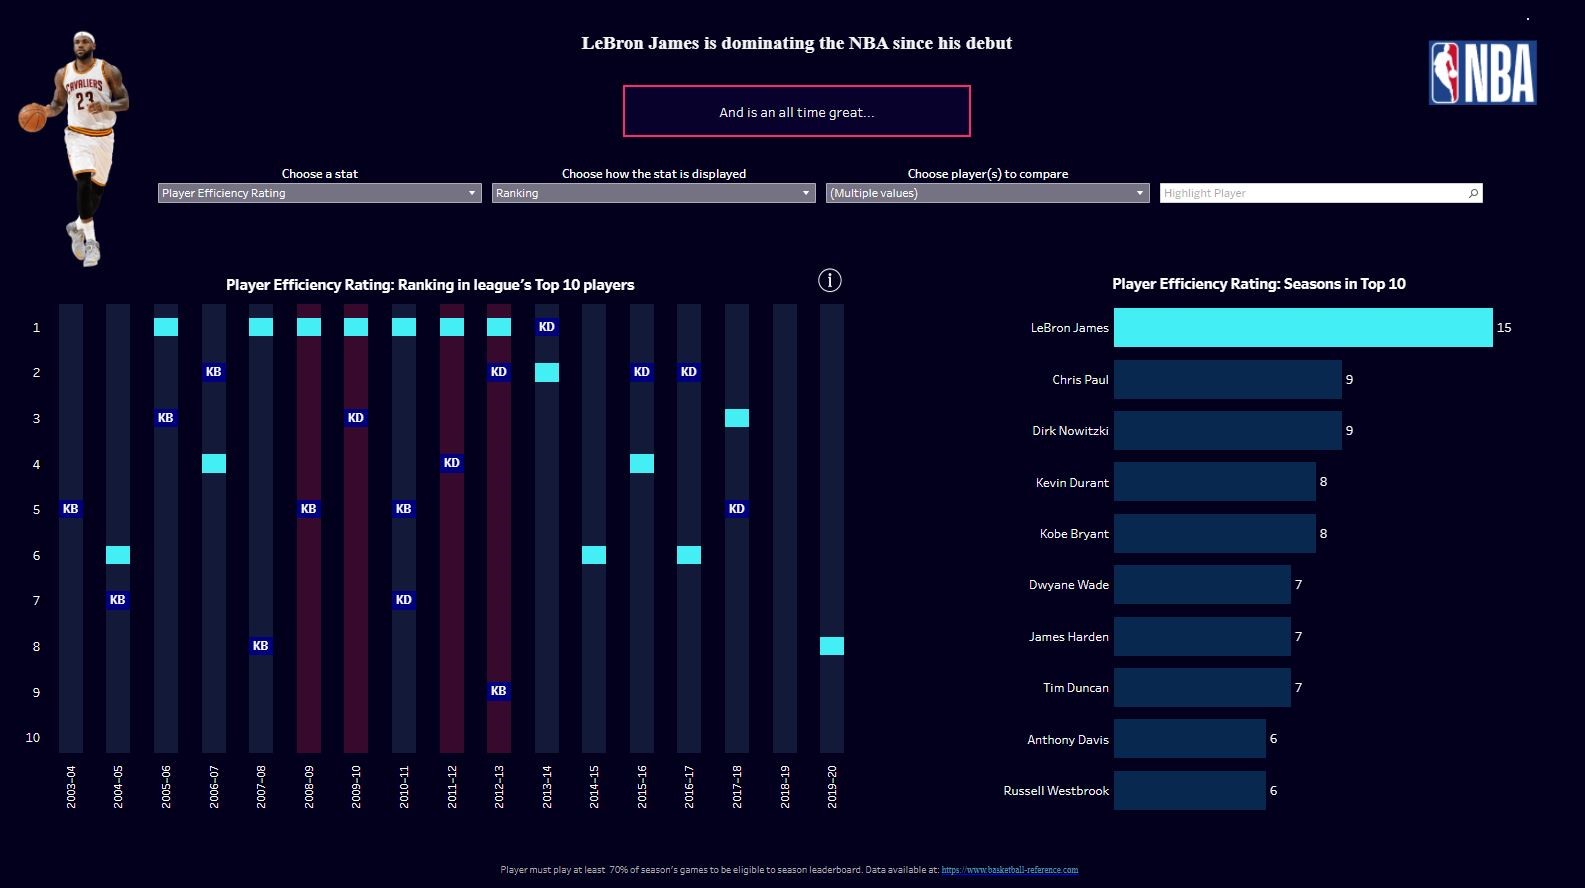 LeBron James is dominating the NBA since his debut
CAVALIERS
23
NBA
And is an all time great...
Choose a stat
Choose how the stat is displayed
Choose player(s) to compare
Player Efficiency Rating
Ranking
(Multiple values)
Highlight Player
Player Efficiency Rating: Ranking in league's Top 10 players
i
1 KD
2 KB KD KD KD
3 KB KD
4 KD
5 KB KB KB KD
6
7 KB KD
8 KB
9 KB
10
2003-04 2004-05 2005-06 2006-07 2007-08 2008-09 2009-10 2010-11 2011-12 2012-13 2013-14 2014-15 2015-16 2016-17 2017-18 2018-19 2019-20
Player Efficiency Rating: Seasons in Top 10
LeBron James 15
Chris Paul 9
Dirk Nowitzki 9
Kevin Durant 8
Kobe Bryant 8
Dwyane Wade 7
James Harden 7
Tim Duncan 7
Anthony Davis 6
Russell Westbrook 6
Player must play at least 70% of season's games to be eligible to season leaderboard. Data available at: https://www.basketball-reference.com